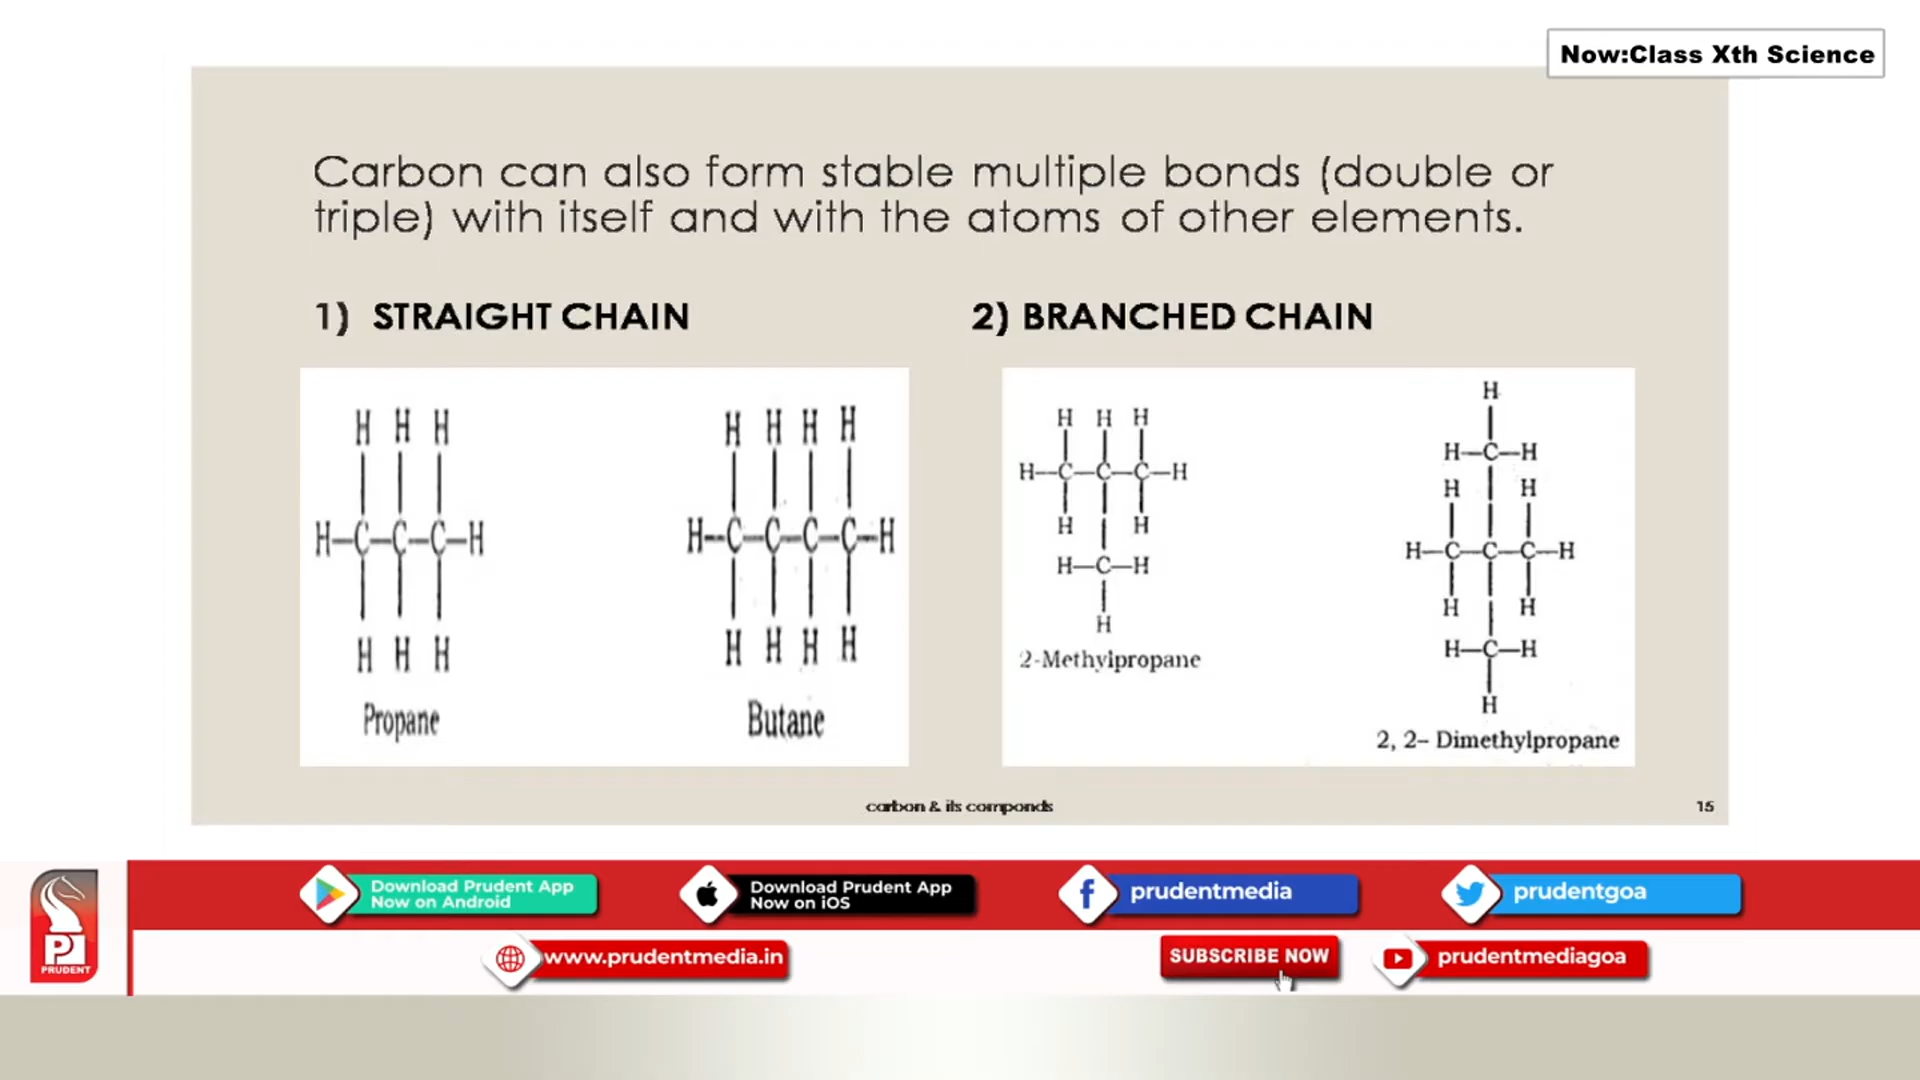 Now:Class Xth Science
Carbon can also form stable multiple bonds (double or
triple) with itself and with the atoms of other elements.
1) STRAIGHT CHAIN
2) BRANCHED CHAIN
H H H
H-C-C-C-H
H H H
Propane
H H H H
H-C-C-C-C-H
H H H H
Butane
H H H
H-C-C-C-H
H H
H-C-H
H
2-Methylpropane
H
H-C-H
H H
H-C-C-C-H
H H
H-C-H
H
2, 2- Dimethylpropane
carbon & its componds
15
PRUDENT
Download Prudent App
Now on Android
Download Prudent App
Now on iOS
prudentmedia
prudentgoa
www.prudentmedia.in
SUBSCRIBE NOW
prudentmediagoa